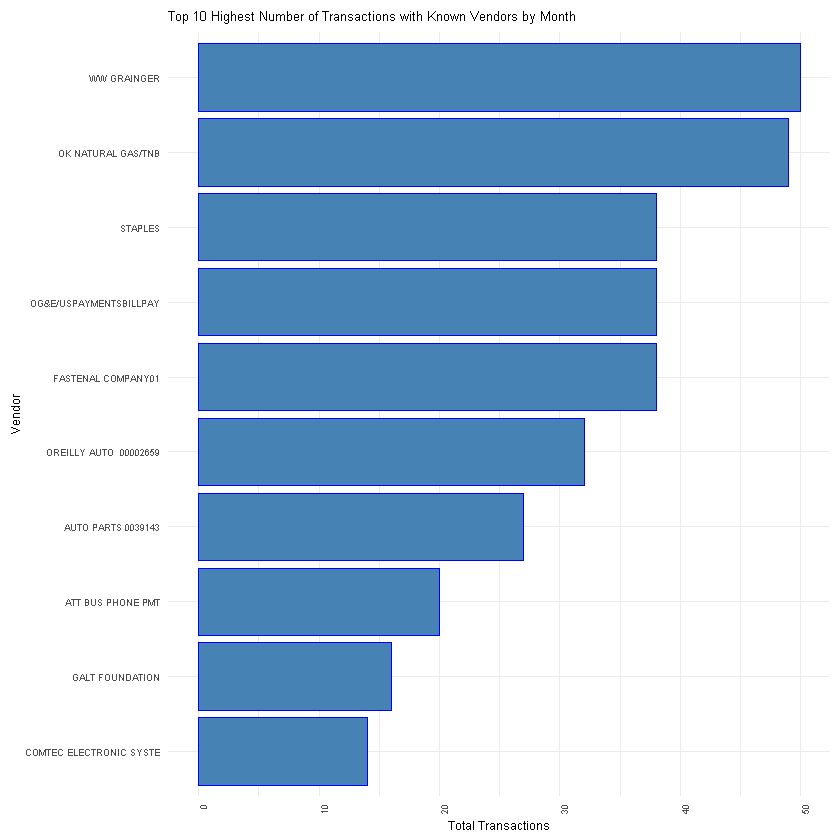 Top 10 Highest Number of Transactions with Known Vendors by Month
WW GRAINGER
OK NATURAL GAS/TNB
STAPLES
OG&E/USPAYMENTSBILLPAY
FASTENAL COMPANY01
OREILLY AUTO  00002659
AUTO PARTS 0039143
ATT BUS PHONE PMT
GALT FOUNDATION
COMTEC ELECTRONIC SYSTE
Vendor
0 10 20 30 40 50
Total Transactions